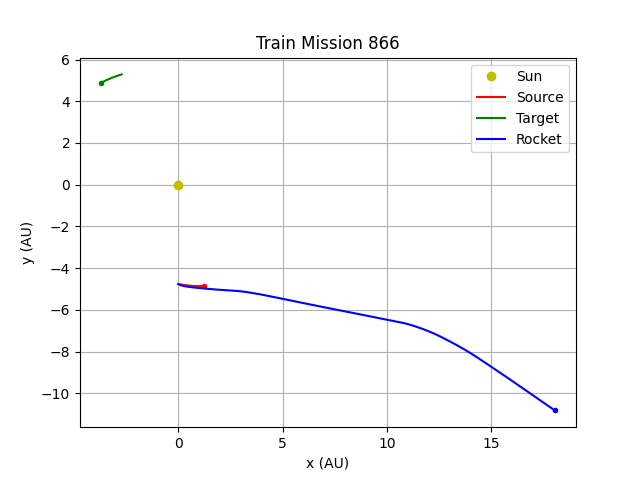 Train Mission 866
Sun
Source
Target
Rocket
y (AU)
6
4
2
0
−2
−4
−6
−8
−10
0 5 10 15
x (AU)